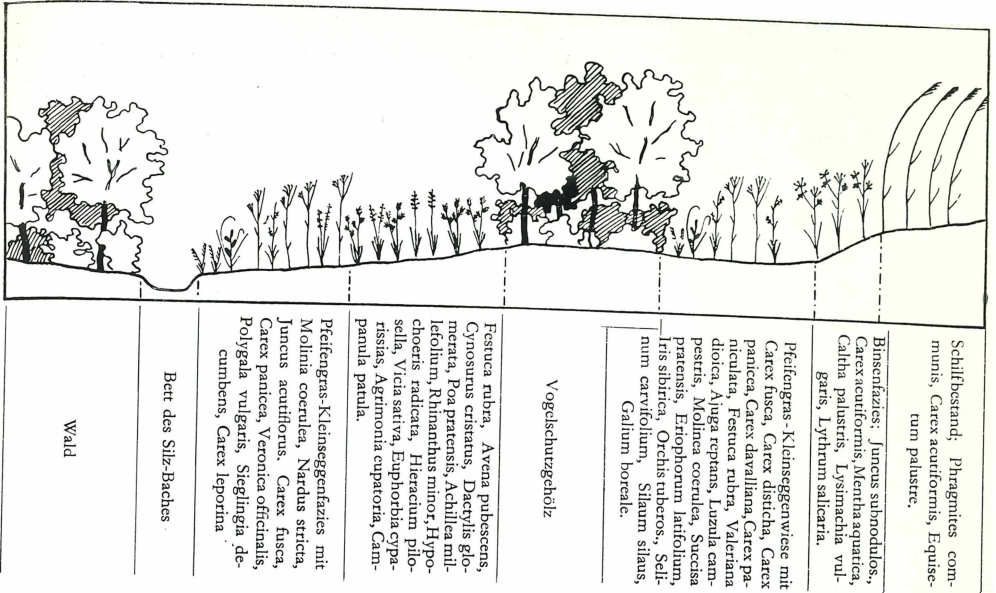 Schilfbestand; Phragmites com-
munis, Carex acutiformis, Equise-
tum palustre.
Binsenfazies; Juncus subnodulos.,
Carex acutiformis, Mentha aquatica,
Caltha palustris, Lysimachia vul-
garis, Lythrum salicaria.
Pfeifengras-Kleinseggenwiese mit
Carex fusca, Carex disticha, Carex
panicea, Carex davalliana, Carex pa-
niculata, Festuca rubra, Valeriana
dioica, Ajuga reptans, Luzula cam-
pestris, Molinea coerulea, Succisa
pratensis, Eriophorum latifolium,
Iris sibirica, Orchis tuberos., Seli-
num carvifolium, Silaum silaus,
Galium boreale.
Vogelschutzgehölz
Festuca rubra, Avena pubescens,
Cynosurus cristatus, Dactylis glo-
merata, Poa pratensis, Achillea mil-
lefolium, Rhinanthus minor, Hypo-
choeris radicata, Hieracium pilo-
sella, Vicia sativa, Euphorbia cypa-
rissias, Agrimonia eupatoria, Cam-
panula patula.
Pfeifengras-Kleinseggenfazies mit
Molinia coerulea, Nardus stricta,
Juncus acutiflorus. Carex fusca,
Carex panicea, Veronica officinalis,
Polygala vulgaris, Sieglingia de-
cumbens, Carex leporina
Bett des Silz-Baches
Wald